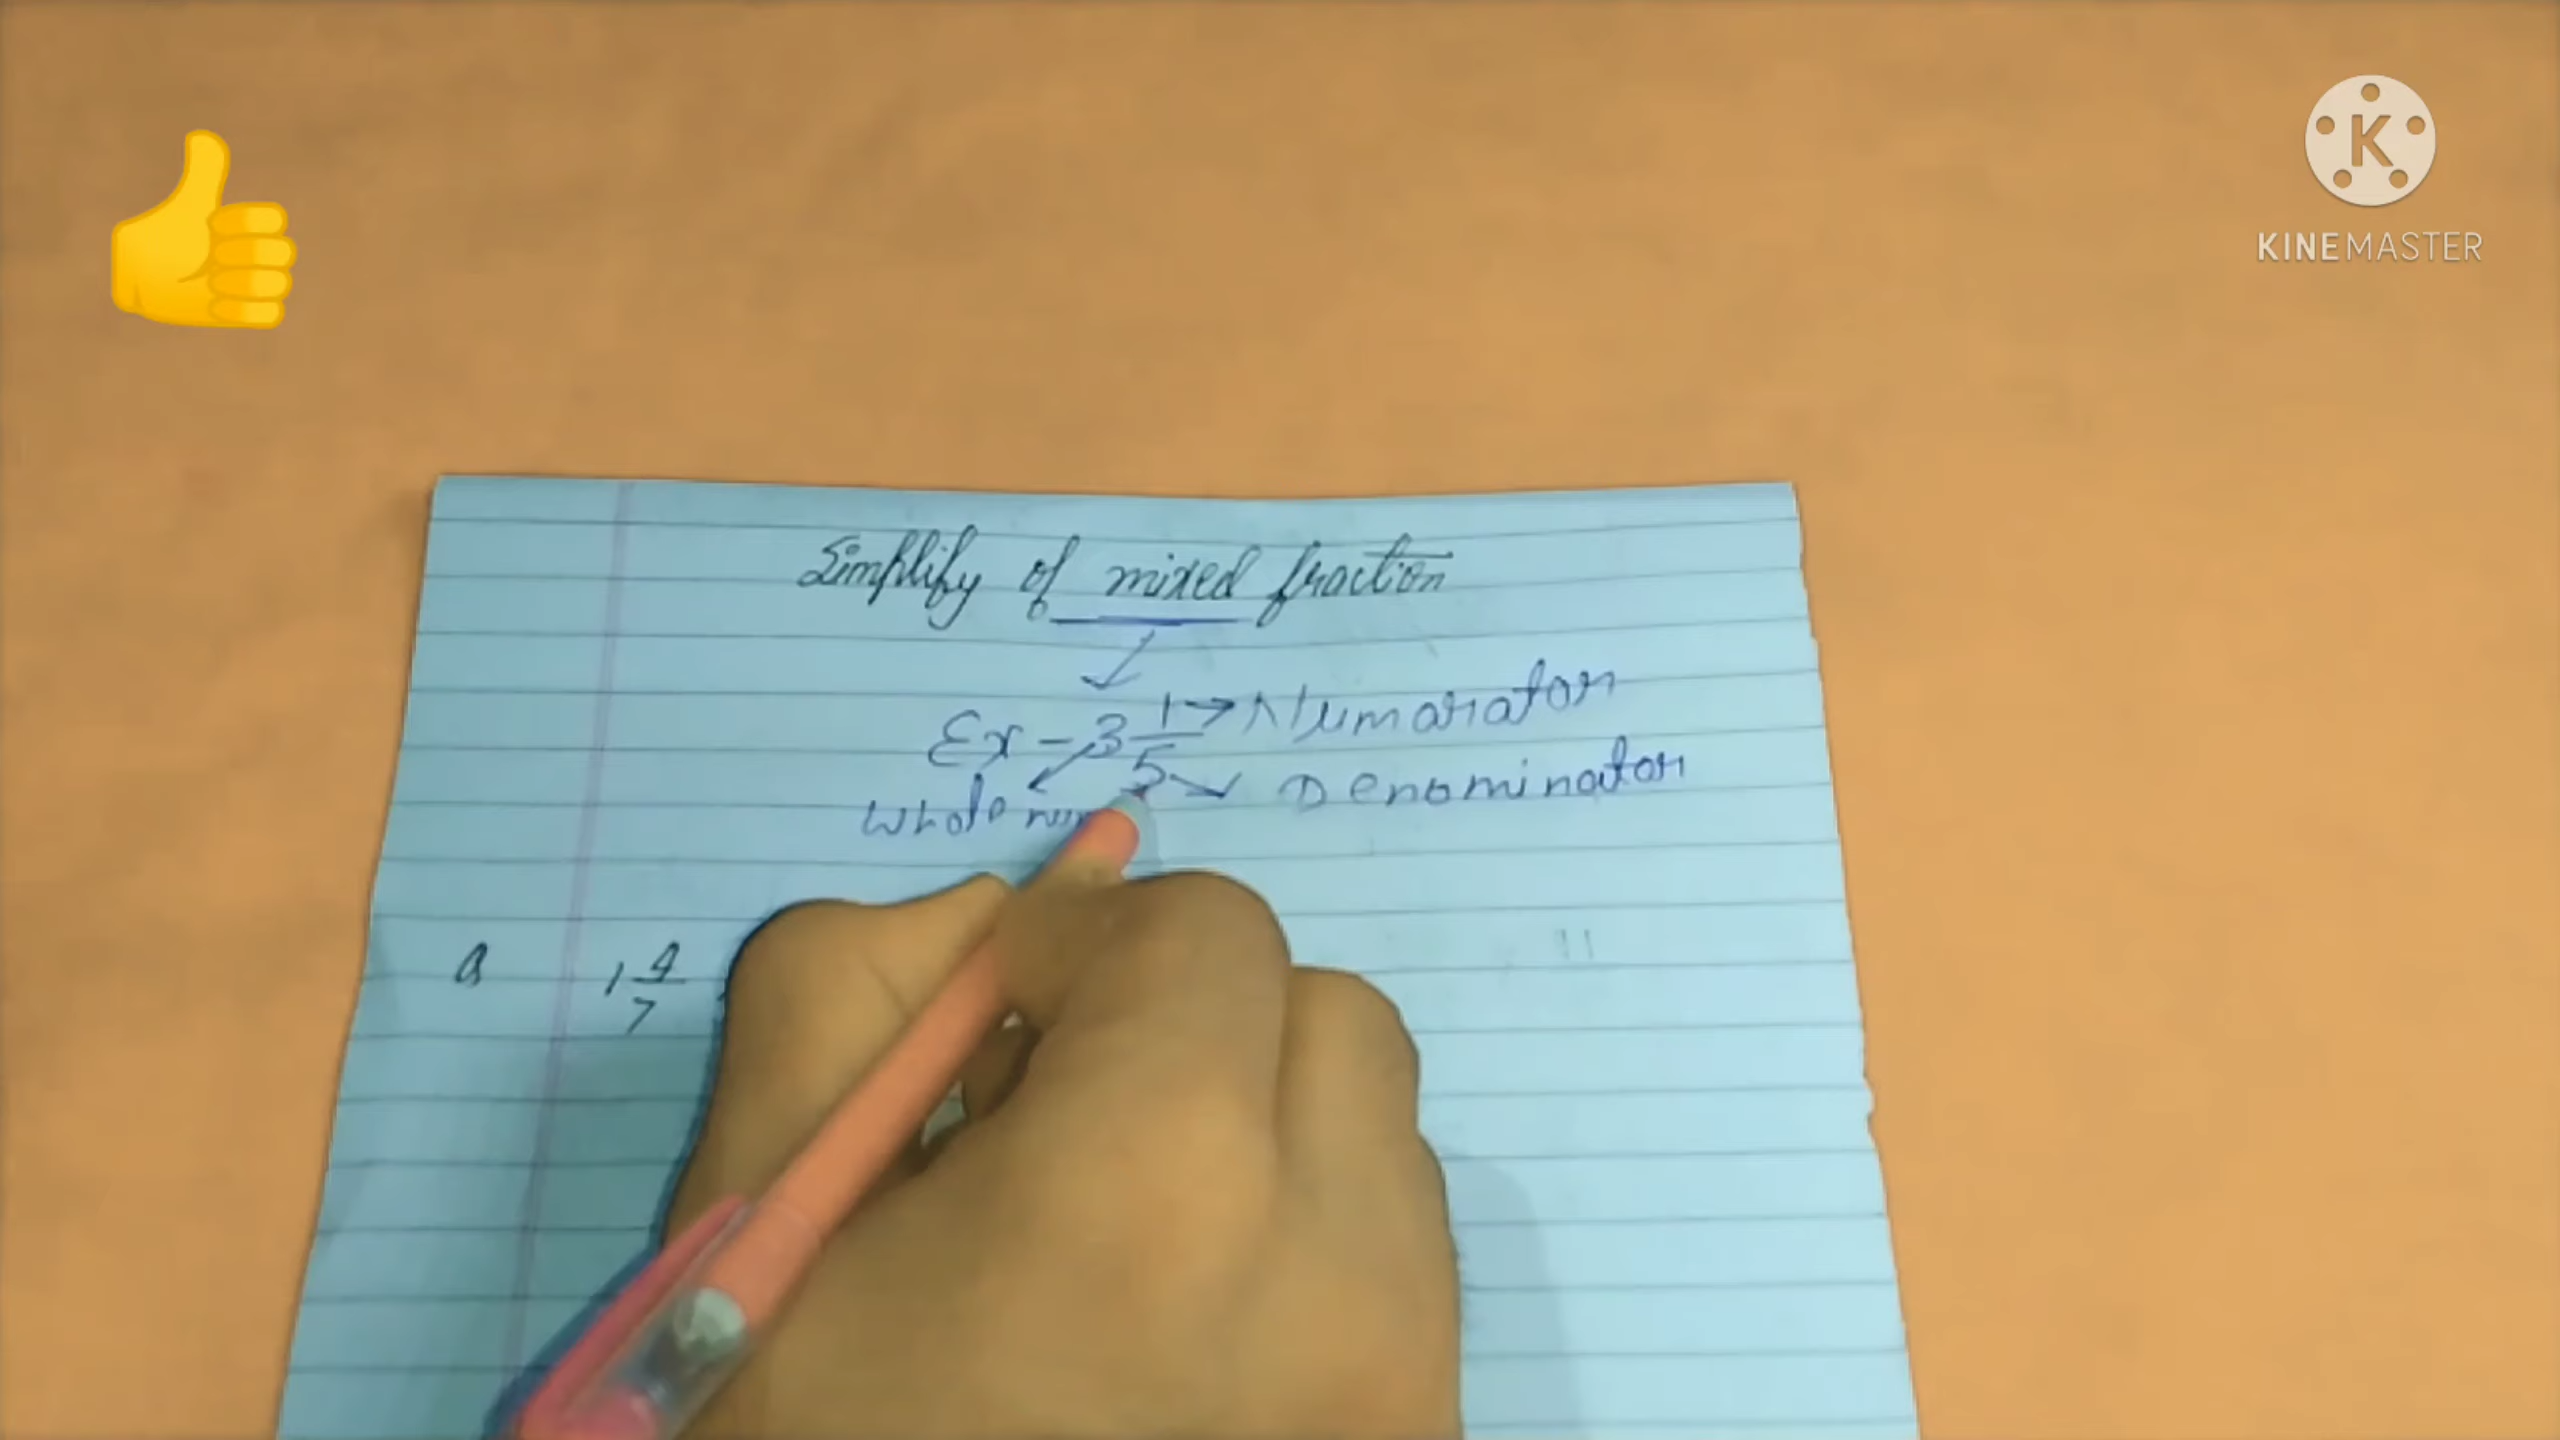 KINEMASTER
Simplify of mixed fraction
Ex - 3 1/5 → Numarator
Denominator
Whole
Q 1 4/7